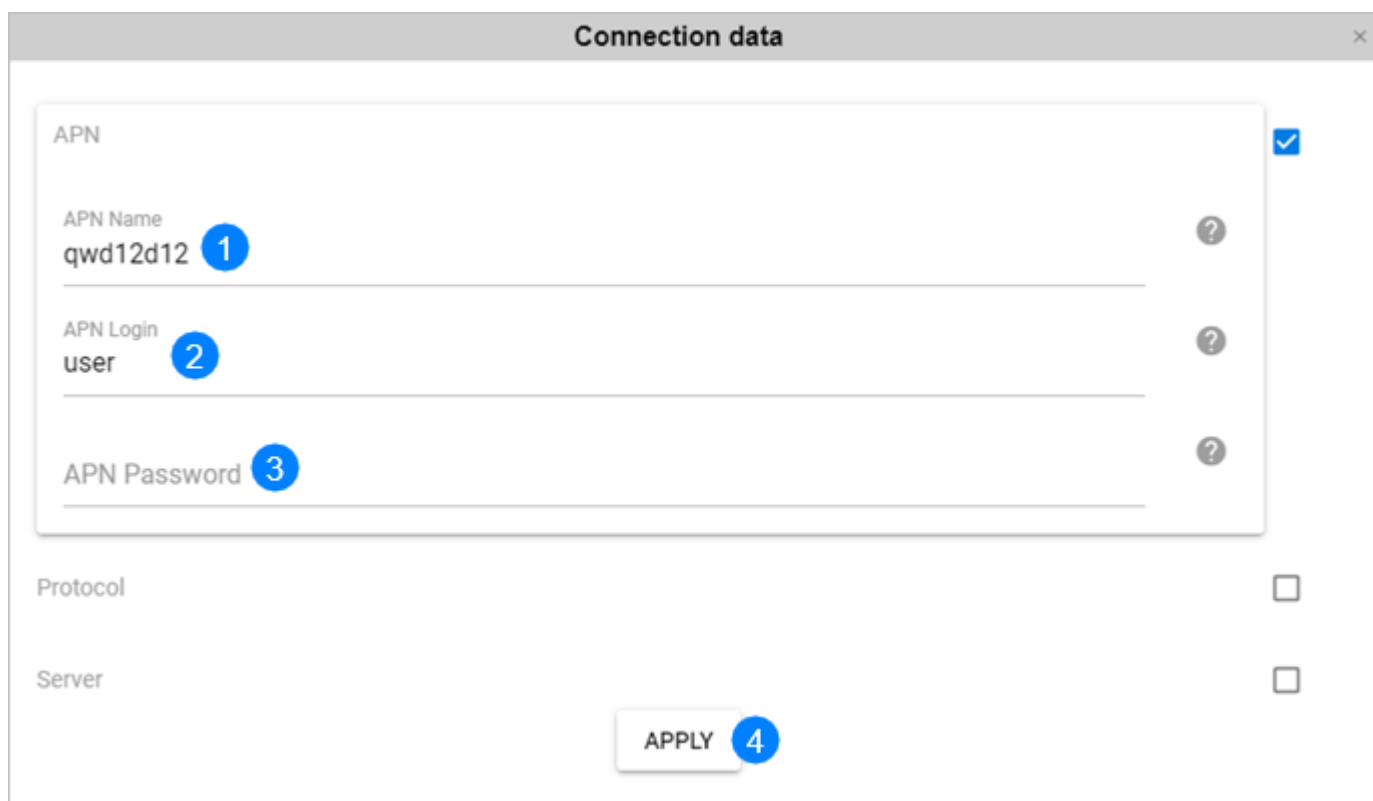 Connection data ×
APN
APN Name
qwd12d12 1
?
APN Login
user 2
?
APN Password 3
?
Protocol
Server
APPLY 4